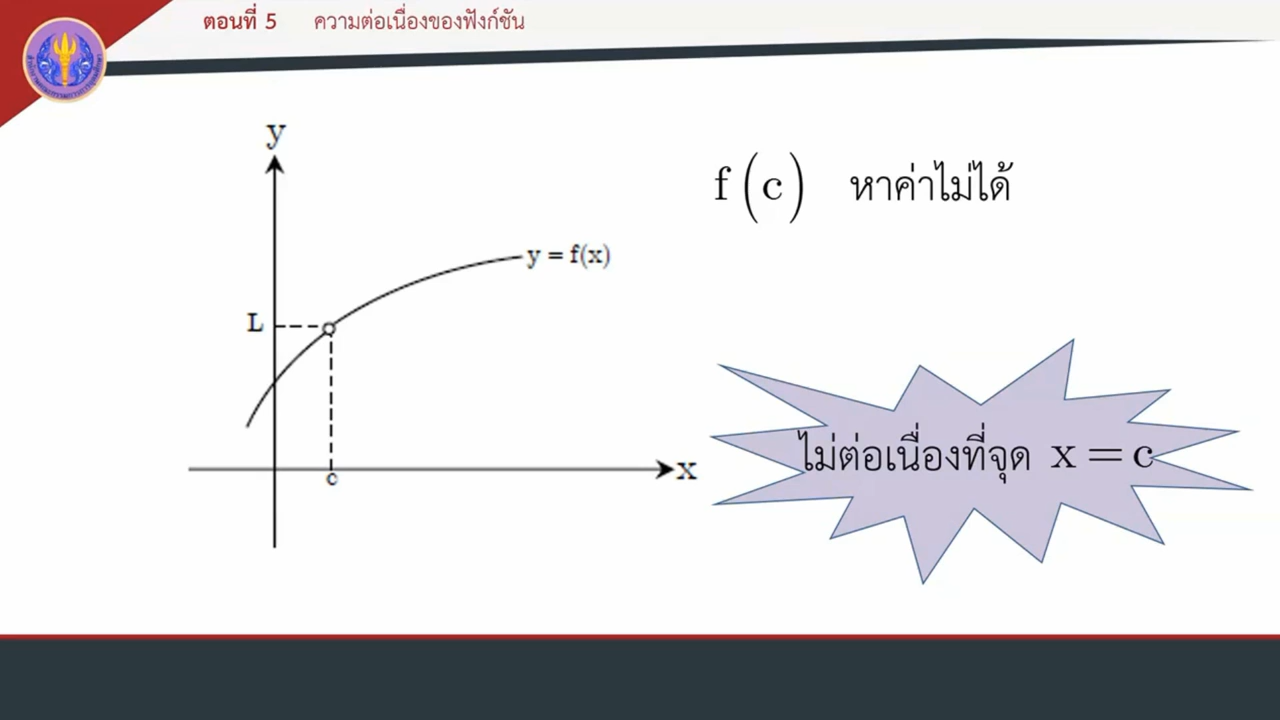 ตอนที่ 5 ความต่อเนื่องของฟังก์ชัน
y
f(c) หาค่าไม่ได้
y = f(x)
L
ไม่ต่อเนื่องที่จุด x = c
x
c